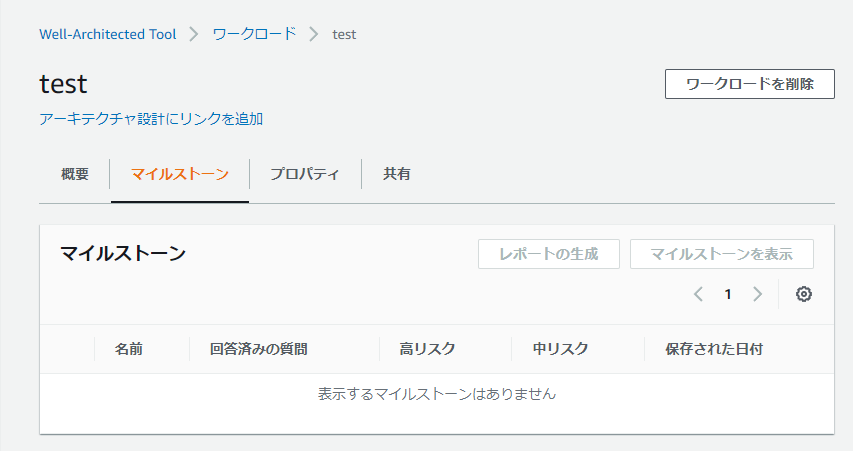 Well-Architected Tool > ワークロード > test
test
ワークロードを削除
アーキテクチャ設計にリンクを追加
概要 マイルストーン プロパティ 共有
マイルストーン
レポートの生成 マイルストーンを表示
< 1 >
名前 回答済みの質問 高リスク 中リスク 保存された日付
表示するマイルストーンはありません